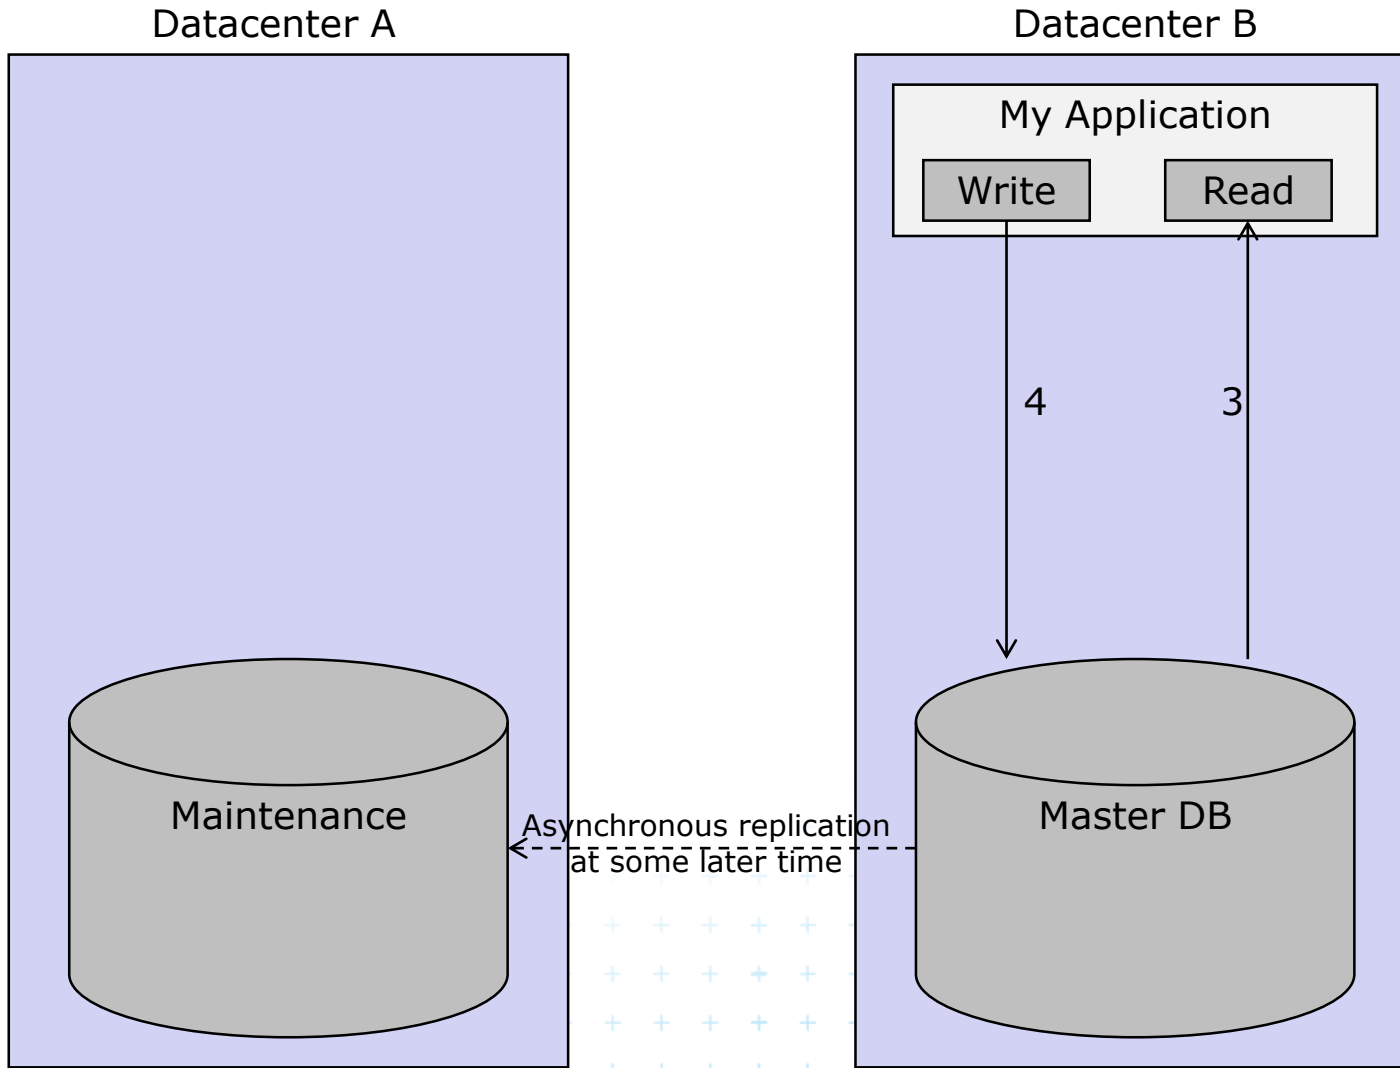 Datacenter A
Datacenter B
My Application
Write
Read
4
3
Maintenance
Asynchronous replication
at some later time
Master DB